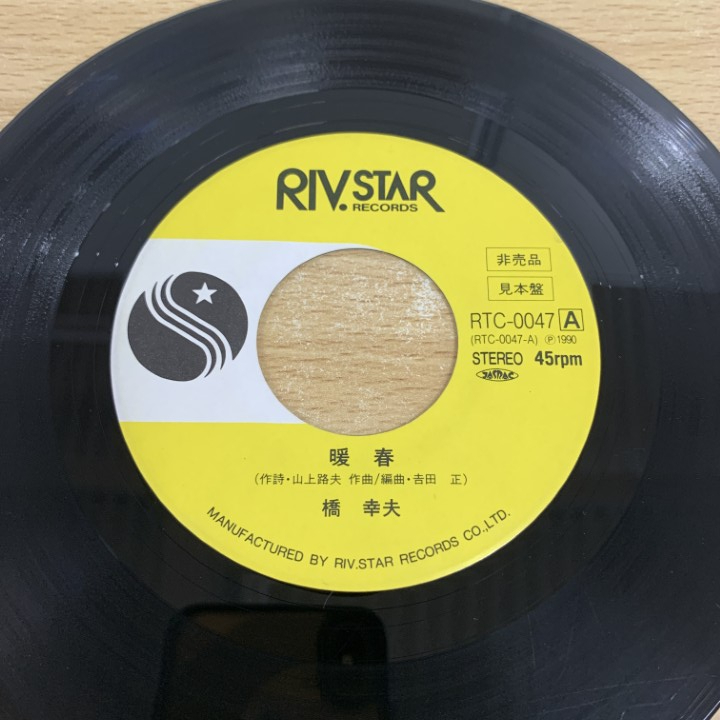 RIV.STAR
RECORDS
非売品
見本盤
RTC-0047 A
(RTC-0047-A) Ⓟ1990
STEREO 45rpm
JASRAC
暖 春
(作詩・山上路夫 作曲/編曲・吉田 正)
橋 幸夫
MANUFACTURED BY RIV.STAR RECORDS CO.,LTD.